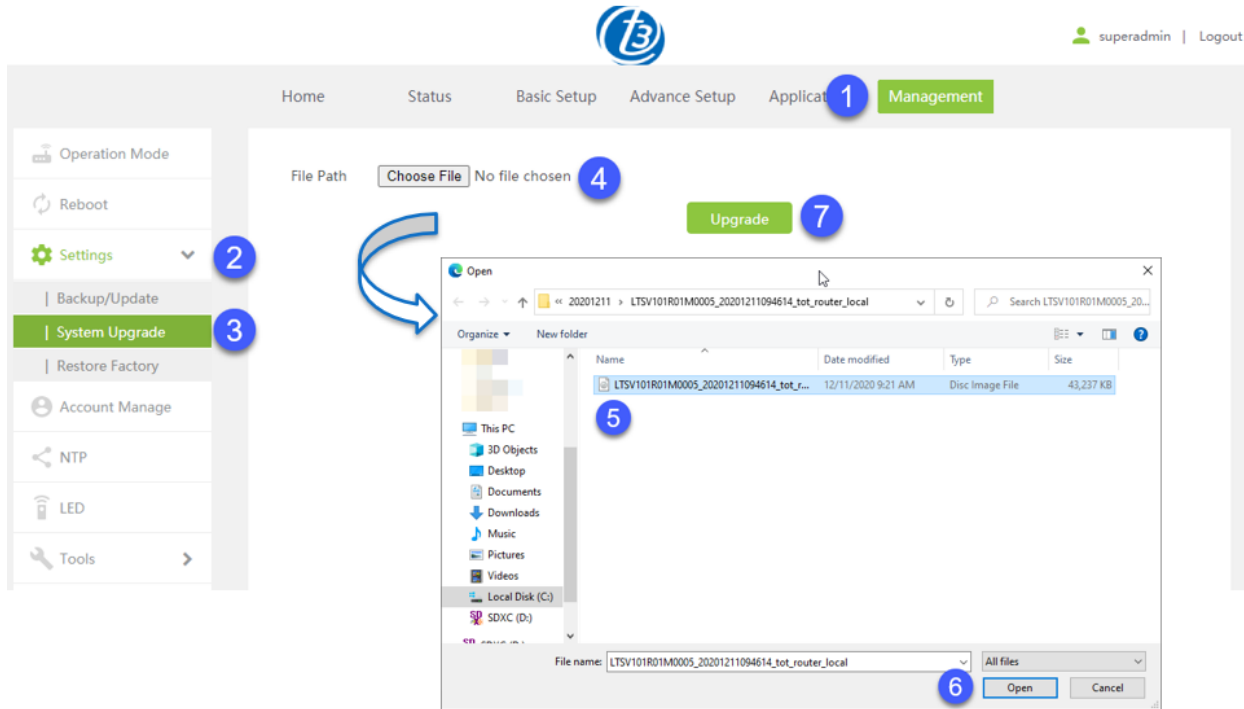 t3
superadmin | Logout
Home Status Basic Setup Advance Setup Applicat 1 Management
Operation Mode
Reboot
Settings 2
| Backup/Update
| System Upgrade 3
| Restore Factory
Account Manage
NTP
LED
Tools
File Path Choose File No file chosen 4
Upgrade 7
Open
« 20201211 › LTSV101R01M0005_20201211094614_tot_router_local Search LTSV101R01M0005_20...
Organize New folder
Name Date modified Type Size
LTSV101R01M0005_20201211094614_tot_r... 12/11/2020 9:21 AM Disc Image File 43,237 KB
5
This PC
3D Objects
Desktop
Documents
Downloads
Music
Pictures
Videos
Local Disk (C:)
SDXC (D:)
File name: LTSV101R01M0005_20201211094614_tot_router_local All files
6 Open Cancel